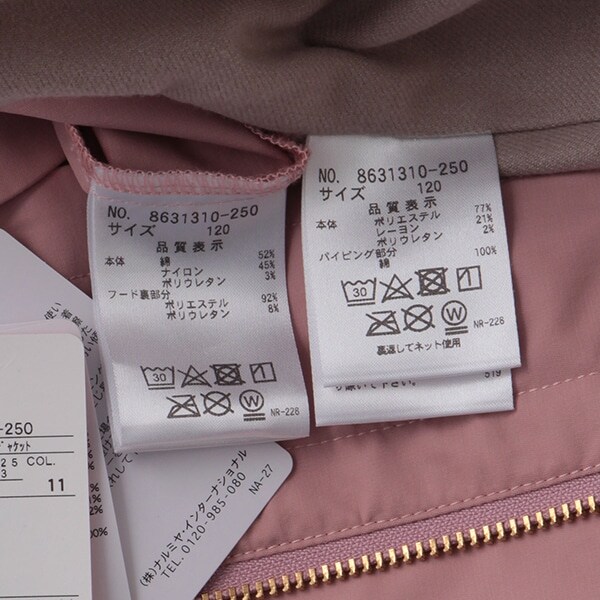 NO. 8631310-250
サイズ 120
品質表示
本体 綿 52%
ナイロン 45%
ポリウレタン 3%
フード裏部分
ポリエステル 92%
ポリウレタン 8%
30
W
NR-226
NO. 8631310-250
サイズ 120
品質表示
本体 ポリエステル 77%
レーヨン 21%
ポリウレタン 2%
パイピング部分
綿 100%
30
W
NR-226
裏返してネット使用
519
-250
ジャケット
25 COL.
3
11
(株)ナルミヤ・インターナショナル
TEL. 0120-985-080
NA-27